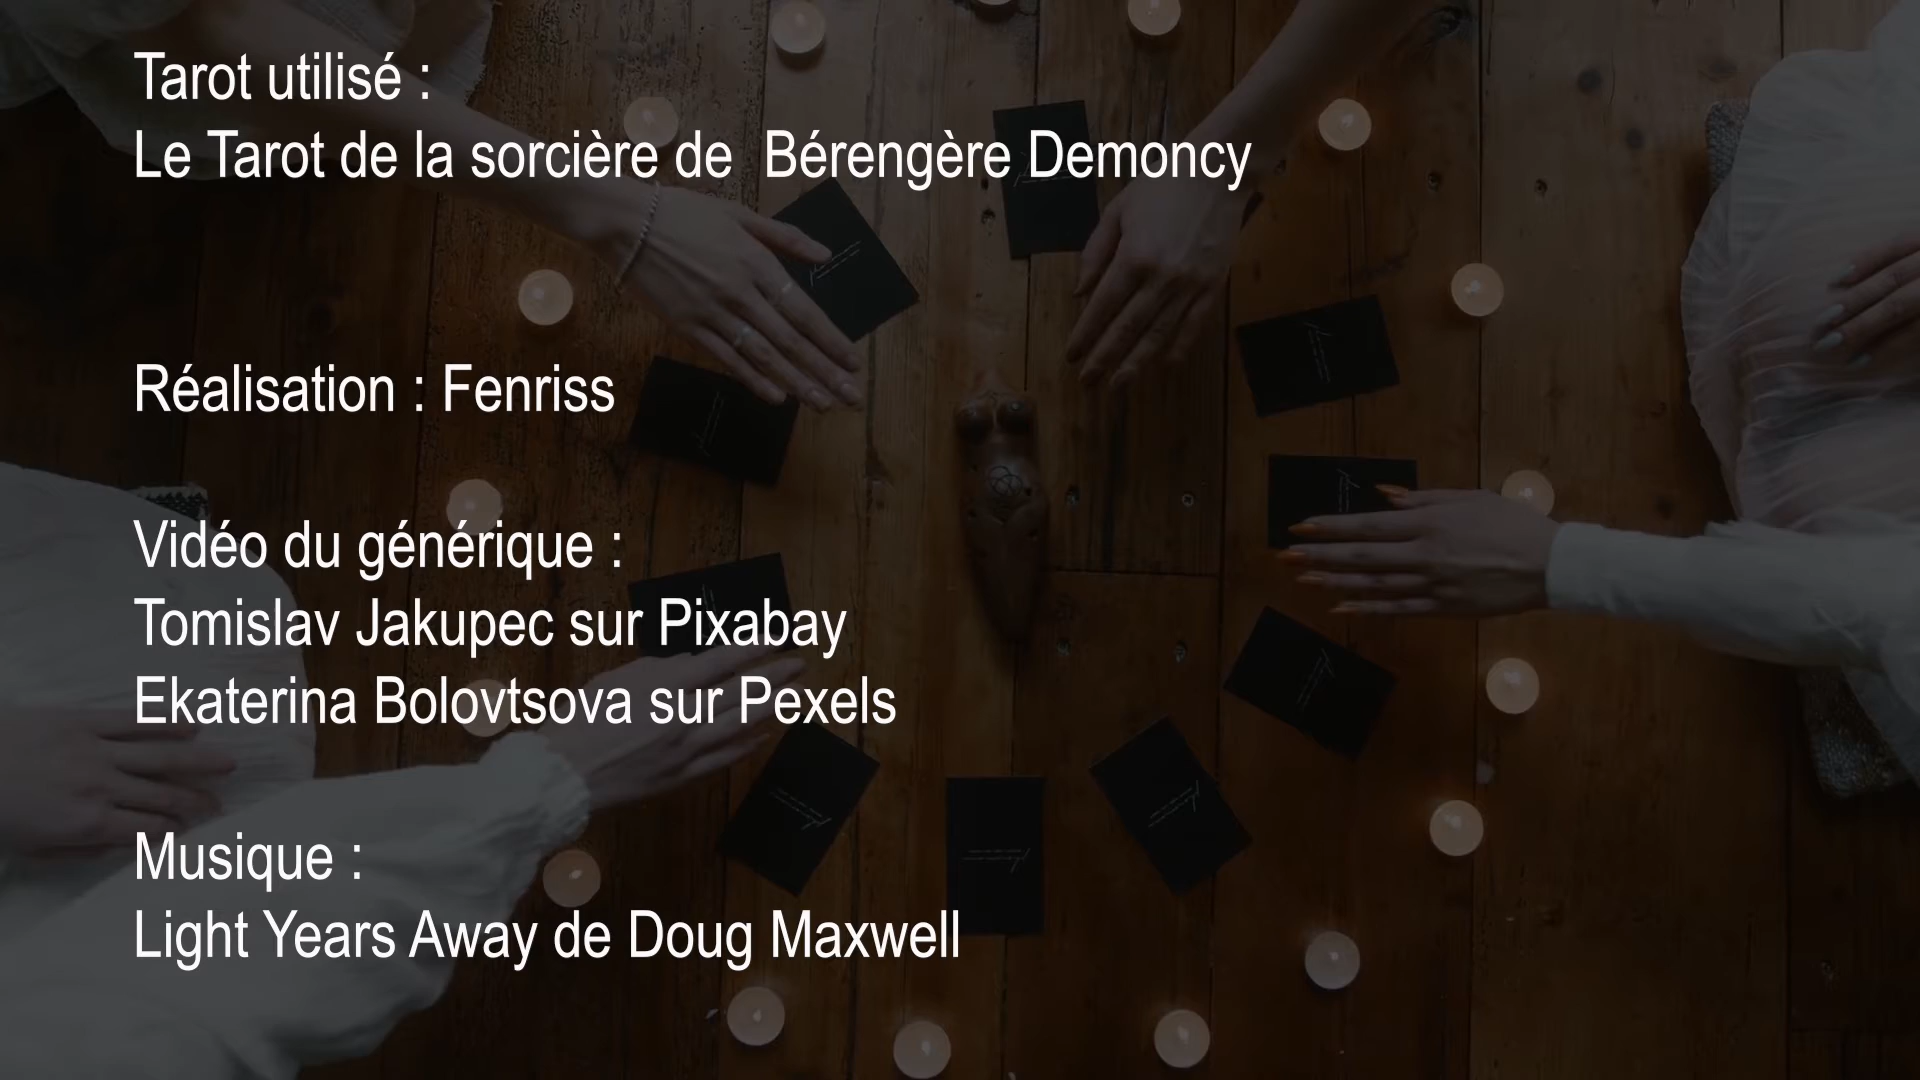 Tarot utilisé :
Le Tarot de la sorcière de  Bérengère Demoncy
Réalisation : Fenriss
Vidéo du générique :
Tomislav Jakupec sur Pixabay
Ekaterina Bolovtsova sur Pexels
Musique :
Light Years Away de Doug Maxwell